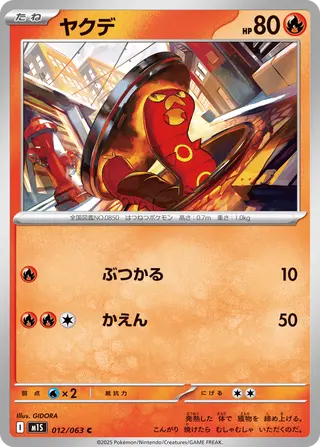 たね
ヤクデ
HP80
全国図鑑NO.0850 はつねつポケモン 高さ:0.7m 重さ:1.0kg
ぶつかる 10
かえん 50
弱点 ×2 抵抗力 にげる
Illus. GIDORA
I M1S 012/063 C
発熱した 体で 獲物を 締め上げ
こんがり 焼けたら むしゃむしゃ いただくのだ。
©2025 Pokémon/Nintendo/Creatures/GAME FREAK.